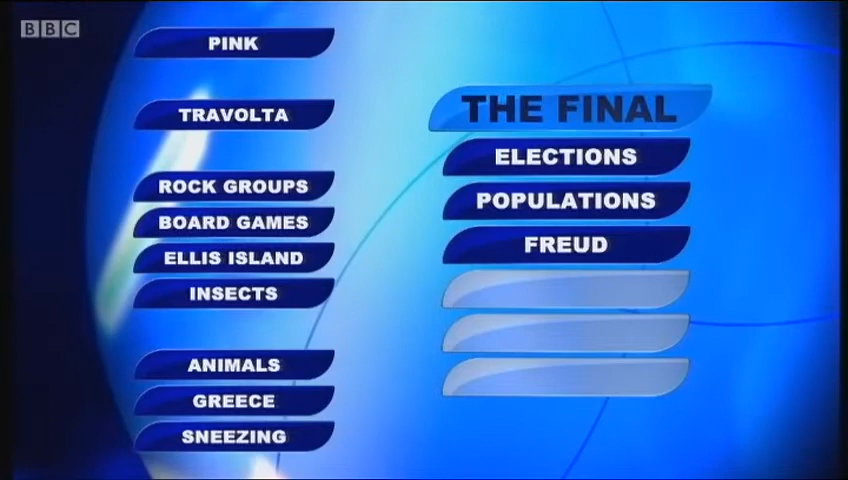 BBC
PINK
TRAVOLTA
ROCK GROUPS
BOARD GAMES
ELLIS ISLAND
INSECTS
ANIMALS
GREECE
SNEEZING
THE FINAL
ELECTIONS
POPULATIONS
FREUD